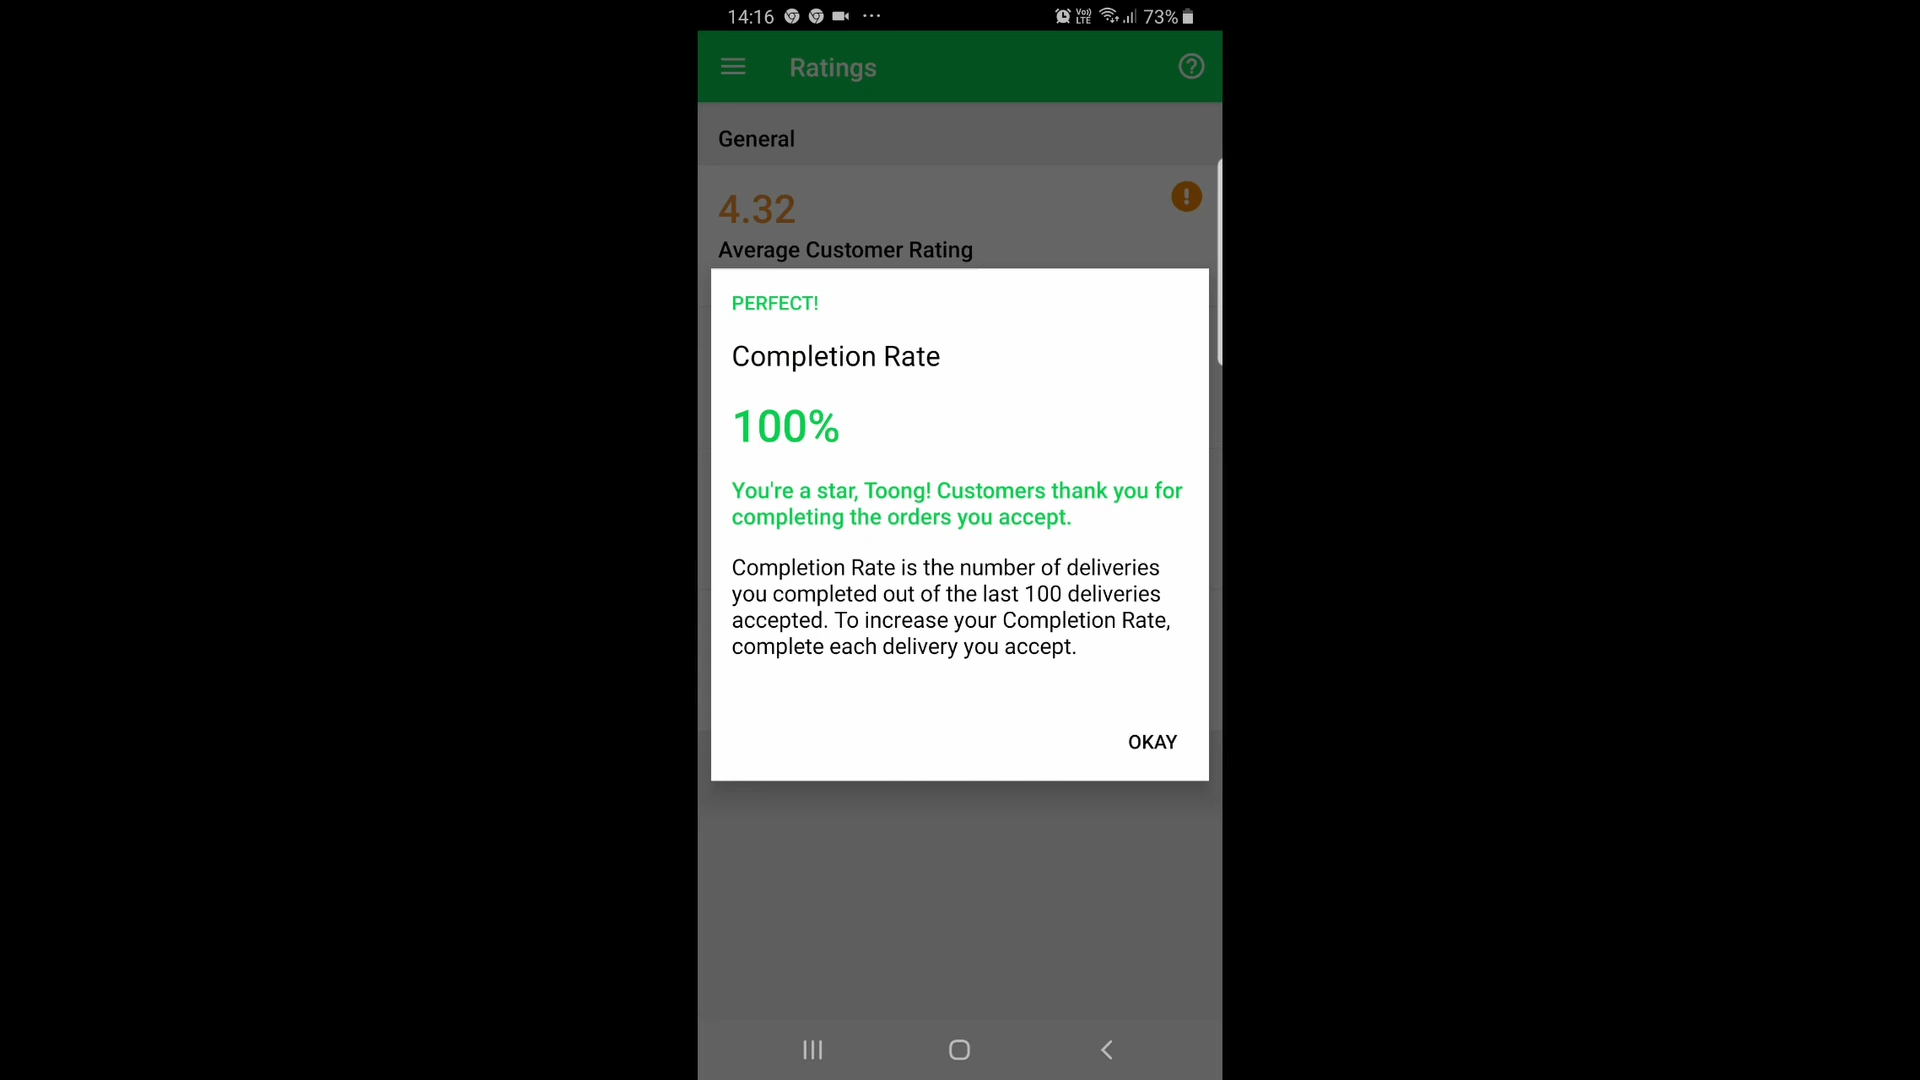 14:16
Vo)) LTE
73%
Ratings
General
4.32
Average Customer Rating
PERFECT!
Completion Rate
100%
You're a star, Toong! Customers thank you for
completing the orders you accept.
Completion Rate is the number of deliveries
you completed out of the last 100 deliveries
accepted. To increase your Completion Rate,
complete each delivery you accept.
OKAY